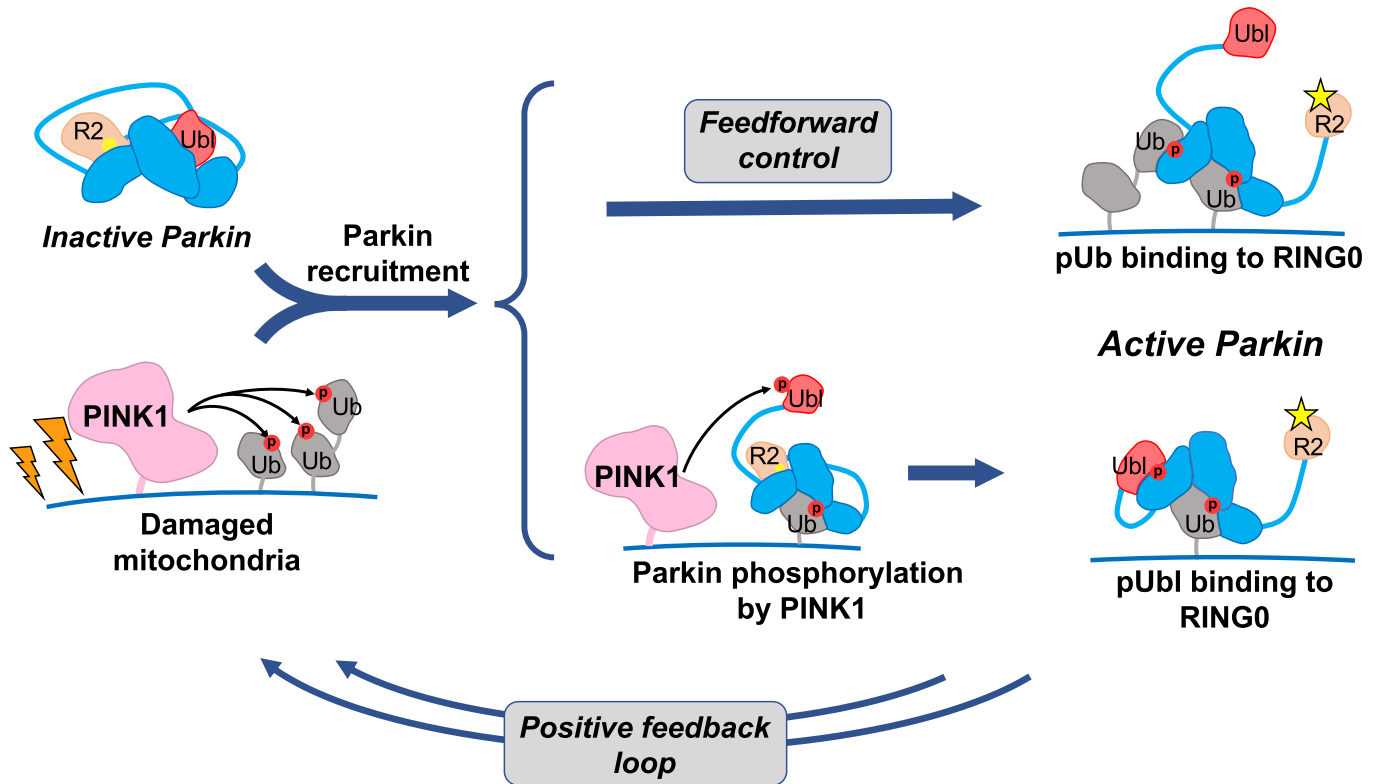 R2
Ubl
Inactive Parkin
Parkin
recruitment
PINK1
p
p
p
Ub
Ub
Ub
Damaged
mitochondria
Feedforward
control
Ubl
R2
Ub
p
p
Ub
pUb binding to RING0
Active Parkin
PINK1
p
Ubl
R2
p
Ub
Parkin phosphorylation
by PINK1
R2
Ubl
p
p
Ub
pUbl binding to
RING0
Positive feedback
loop